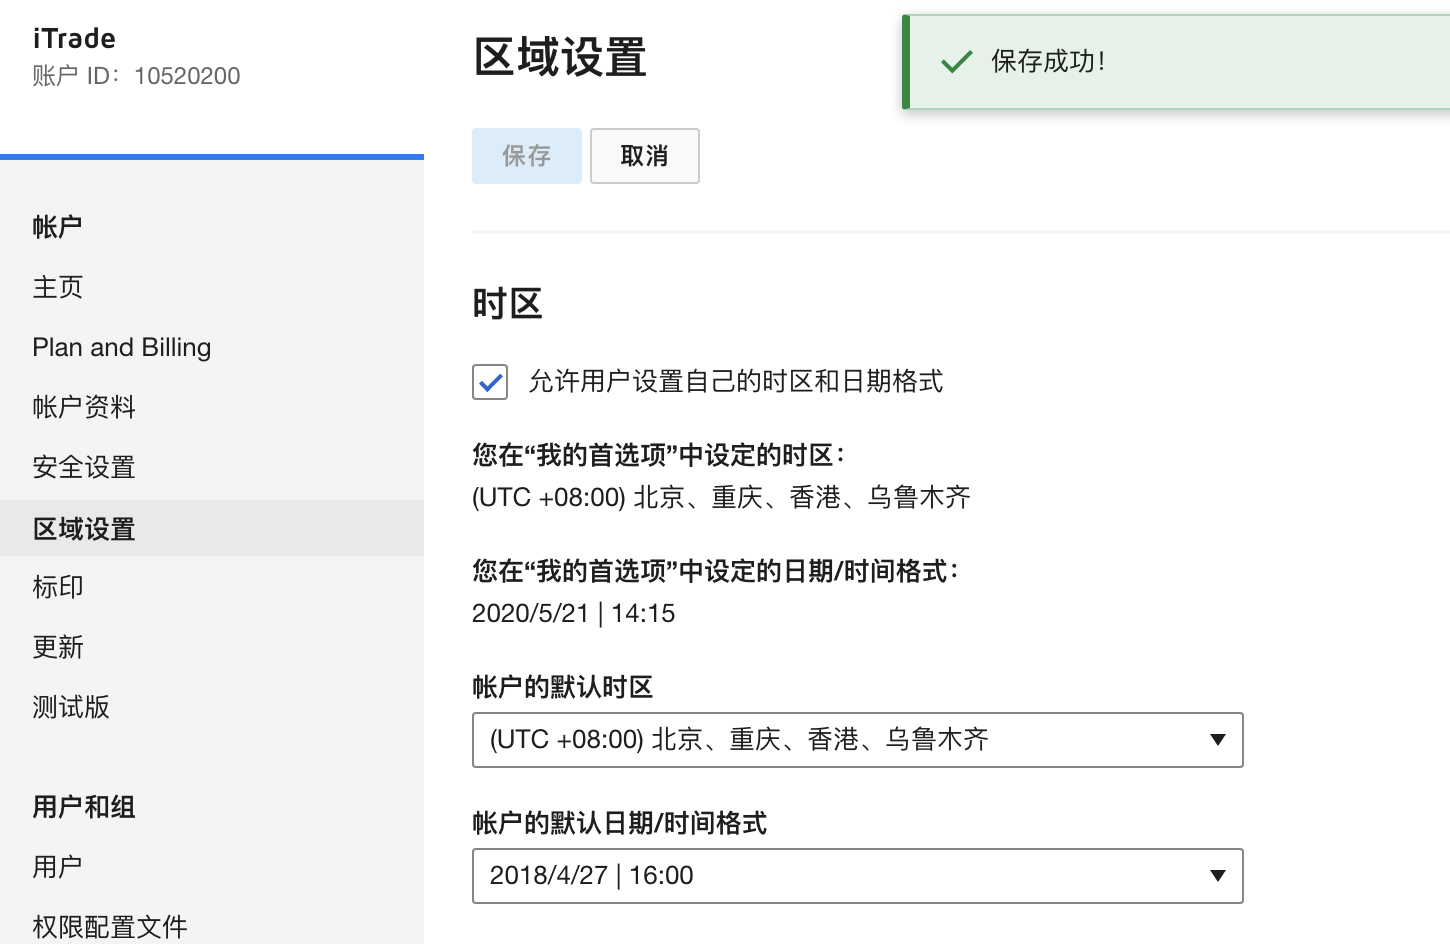 iTrade
账户 ID：10520200
帐户
主页
Plan and Billing
帐户资料
安全设置
区域设置
标印
更新
测试版
用户和组
用户
权限配置文件
区域设置
保存成功！
保存
取消
时区
允许用户设置自己的时区和日期格式
您在“我的首选项”中设定的时区：
(UTC +08:00) 北京、重庆、香港、乌鲁木齐
您在“我的首选项”中设定的日期/时间格式：
2020/5/21 | 14:15
帐户的默认时区
(UTC +08:00) 北京、重庆、香港、乌鲁木齐
帐户的默认日期/时间格式
2018/4/27 | 16:00